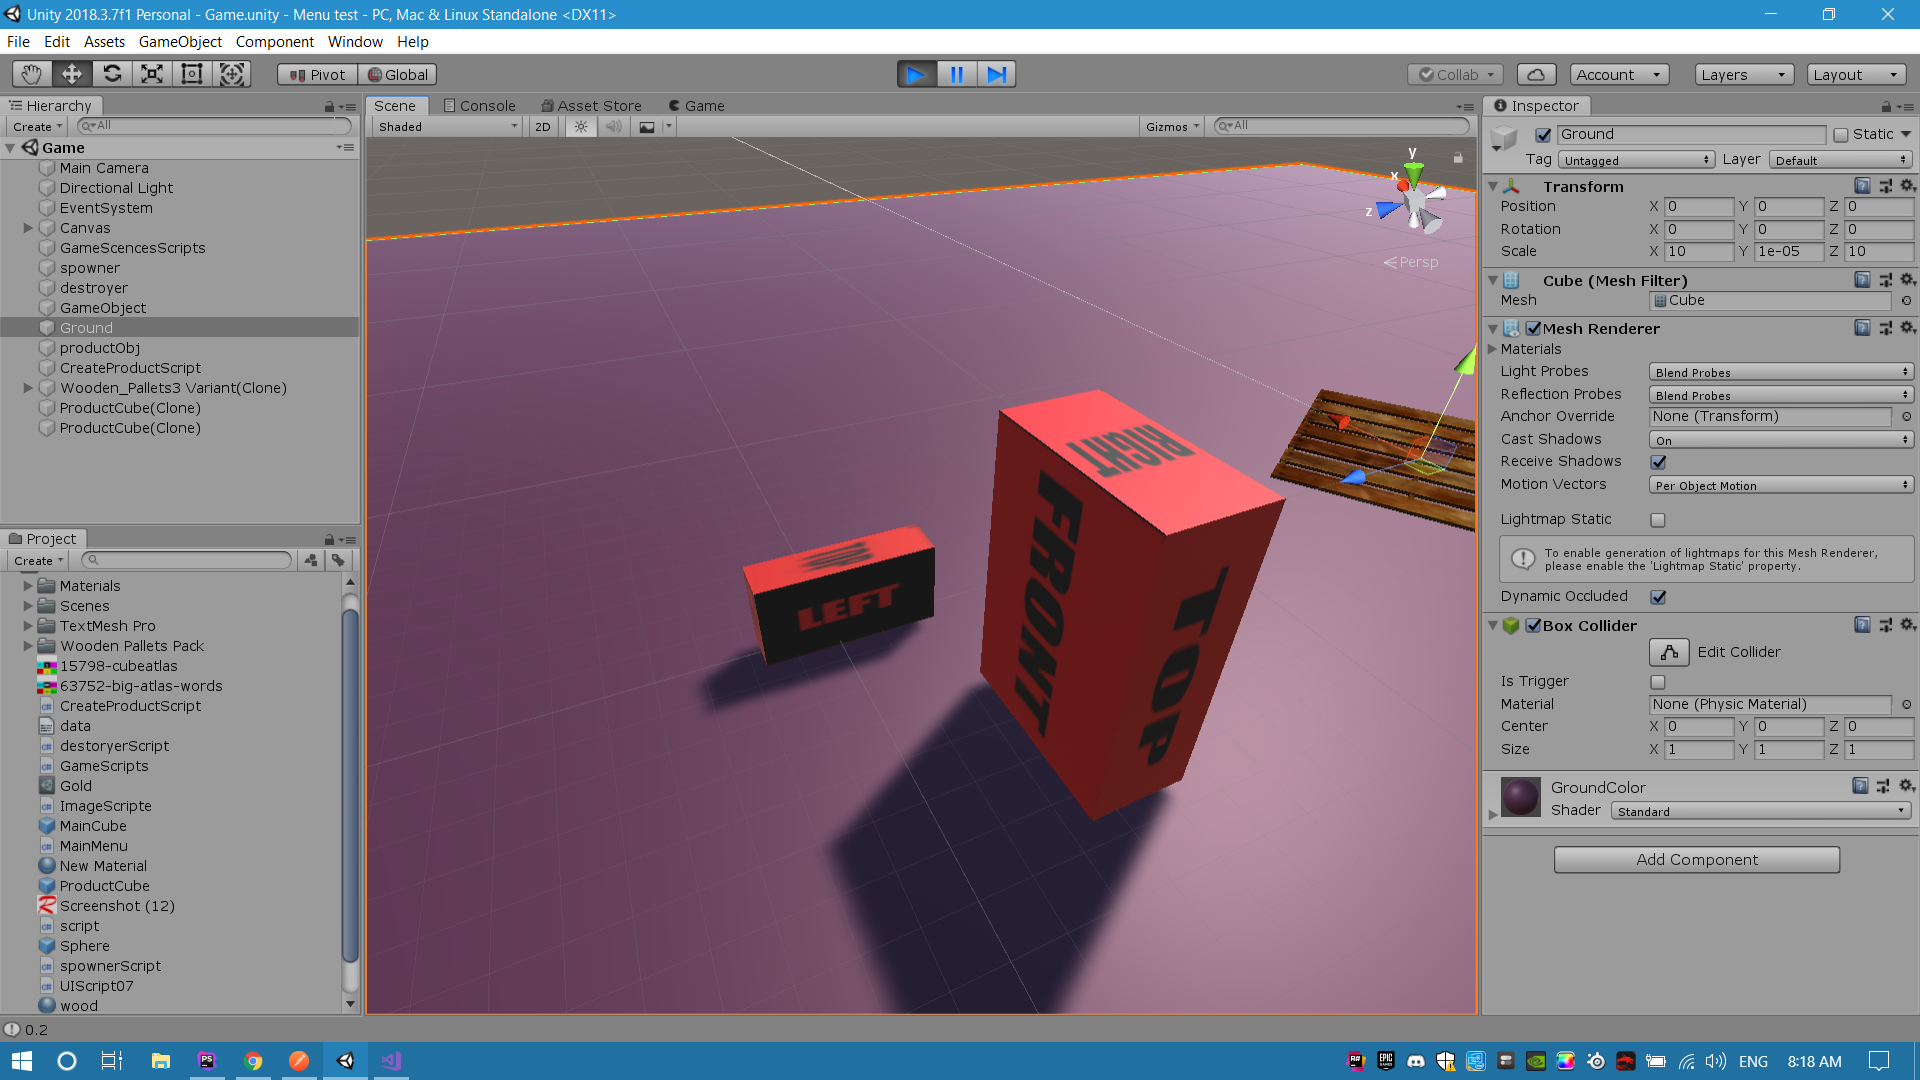 Unity 2018.3.7f1 Personal - Game.unity - Menu test - PC, Mac & Linux Standalone <DX11>
File Edit Assets GameObject Component Window Help
Pivot Global Collab Account Layers Layout
Hierarchy
Create All
Game
Main Camera
Directional Light
EventSystem
Canvas
GameScencesScripts
spowner
destroyer
GameObject
Ground
productObj
CreateProductScript
Wooden_Pallets3 Variant(Clone)
ProductCube(Clone)
ProductCube(Clone)
Project
Create
Materials
Scenes
TextMesh Pro
Wooden Pallets Pack
15798-cubeatlas
63752-big-atlas-words
CreateProductScript
data
destoryerScript
GameScripts
Gold
ImageScripte
MainCube
MainMenu
New Material
ProductCube
Screenshot (12)
script
Sphere
spownerScript
UIScript07
wood
Scene Console Asset Store Game
Shaded 2D Gizmos All
y
x
z
Persp
RIGHT
FRONT
TOP
LEFT
Inspector
Ground Static
Tag Untagged Layer Default
Transform
Position X 0 Y 0 Z 0
Rotation X 0 Y 0 Z 0
Scale X 10 Y 1e-05 Z 10
Cube (Mesh Filter)
Mesh Cube
Mesh Renderer
Materials
Light Probes Blend Probes
Reflection Probes Blend Probes
Anchor Override None (Transform)
Cast Shadows On
Receive Shadows
Motion Vectors Per Object Motion
Lightmap Static
To enable generation of lightmaps for this Mesh Renderer,
please enable the 'Lightmap Static' property.
Dynamic Occluded
Box Collider
Edit Collider
Is Trigger
Material None (Physic Material)
Center X 0 Y 0 Z 0
Size X 1 Y 1 Z 1
GroundColor
Shader Standard
Add Component
0.2
ENG 8:18 AM